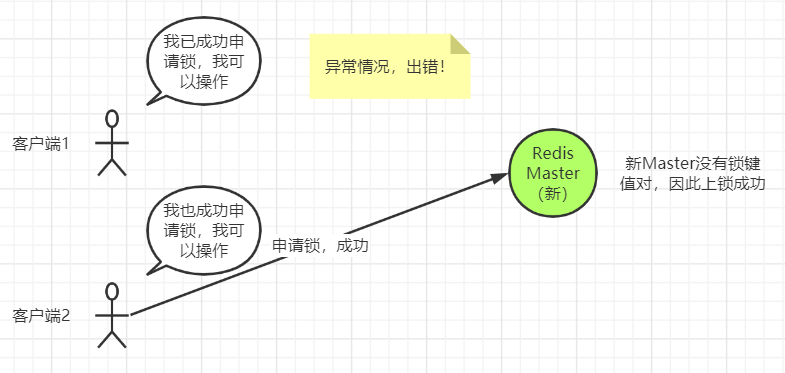 我已成功申
请锁，我可
以操作
异常情况，出错！
客户端1
Redis
Master
（新）
新Master没有锁键
值对，因此上锁成功
我也成功申
请锁，我可
以操作
申请锁，成功
客户端2